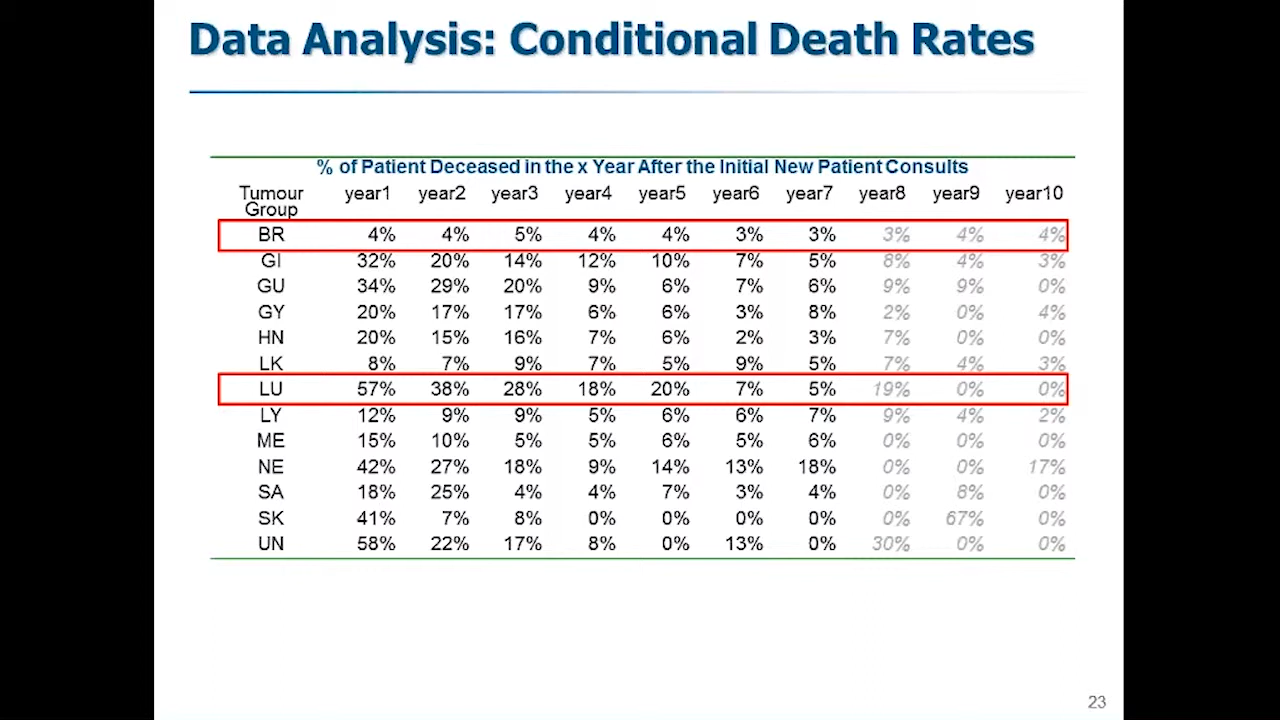 Data Analysis: Conditional Death Rates
% of Patient Deceased in the x Year After the Initial New Patient Consults
Tumour Group year1 year2 year3 year4 year5 year6 year7 year8 year9 year10
BR 4% 4% 5% 4% 4% 3% 3% 3% 4% 4%
GI 32% 20% 14% 12% 10% 7% 5% 8% 4% 3%
GU 34% 29% 20% 9% 6% 7% 6% 9% 9% 0%
GY 20% 17% 17% 6% 6% 3% 8% 2% 0% 4%
HN 20% 15% 16% 7% 6% 2% 3% 7% 0% 0%
LK 8% 7% 9% 7% 5% 9% 5% 7% 4% 3%
LU 57% 38% 28% 18% 20% 7% 5% 19% 0% 0%
LY 12% 9% 9% 5% 6% 6% 7% 9% 4% 2%
ME 15% 10% 5% 5% 6% 5% 6% 0% 0% 0%
NE 42% 27% 18% 9% 14% 13% 18% 0% 0% 17%
SA 18% 25% 4% 4% 7% 3% 4% 0% 8% 0%
SK 41% 7% 8% 0% 0% 0% 0% 0% 67% 0%
UN 58% 22% 17% 8% 0% 13% 0% 30% 0% 0%
23